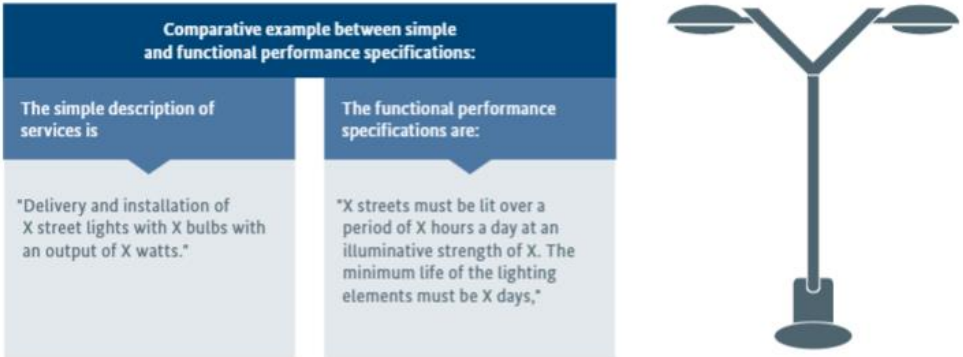 Comparative example between simple
and functional performance specifications:
The simple description of
services is
"Delivery and installation of
X street lights with X bulbs with
an output of X watts."
The functional performance
specifications are:
"X streets must be lit over a
period of X hours a day at an
illuminative strength of X. The
minimum life of the lighting
elements must be X days,"